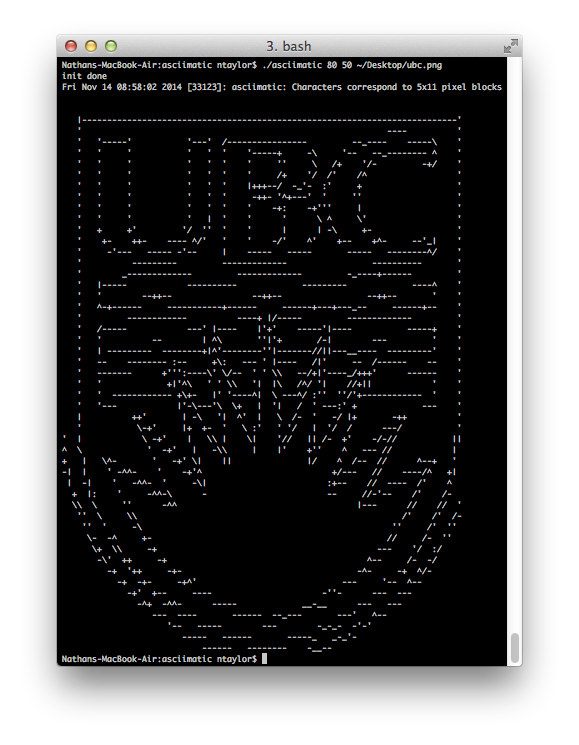 3. bash
Nathans-MacBook-Air:asciimatic ntaylor$ ./asciimatic 80 50 ~/Desktop/ubc.png
init done
Fri Nov 14 08:58:02 2014 [33123]: asciimatic: Characters correspond to 5x11 pixel blocks
UBC
Nathans-MacBook-Air:asciimatic ntaylor$